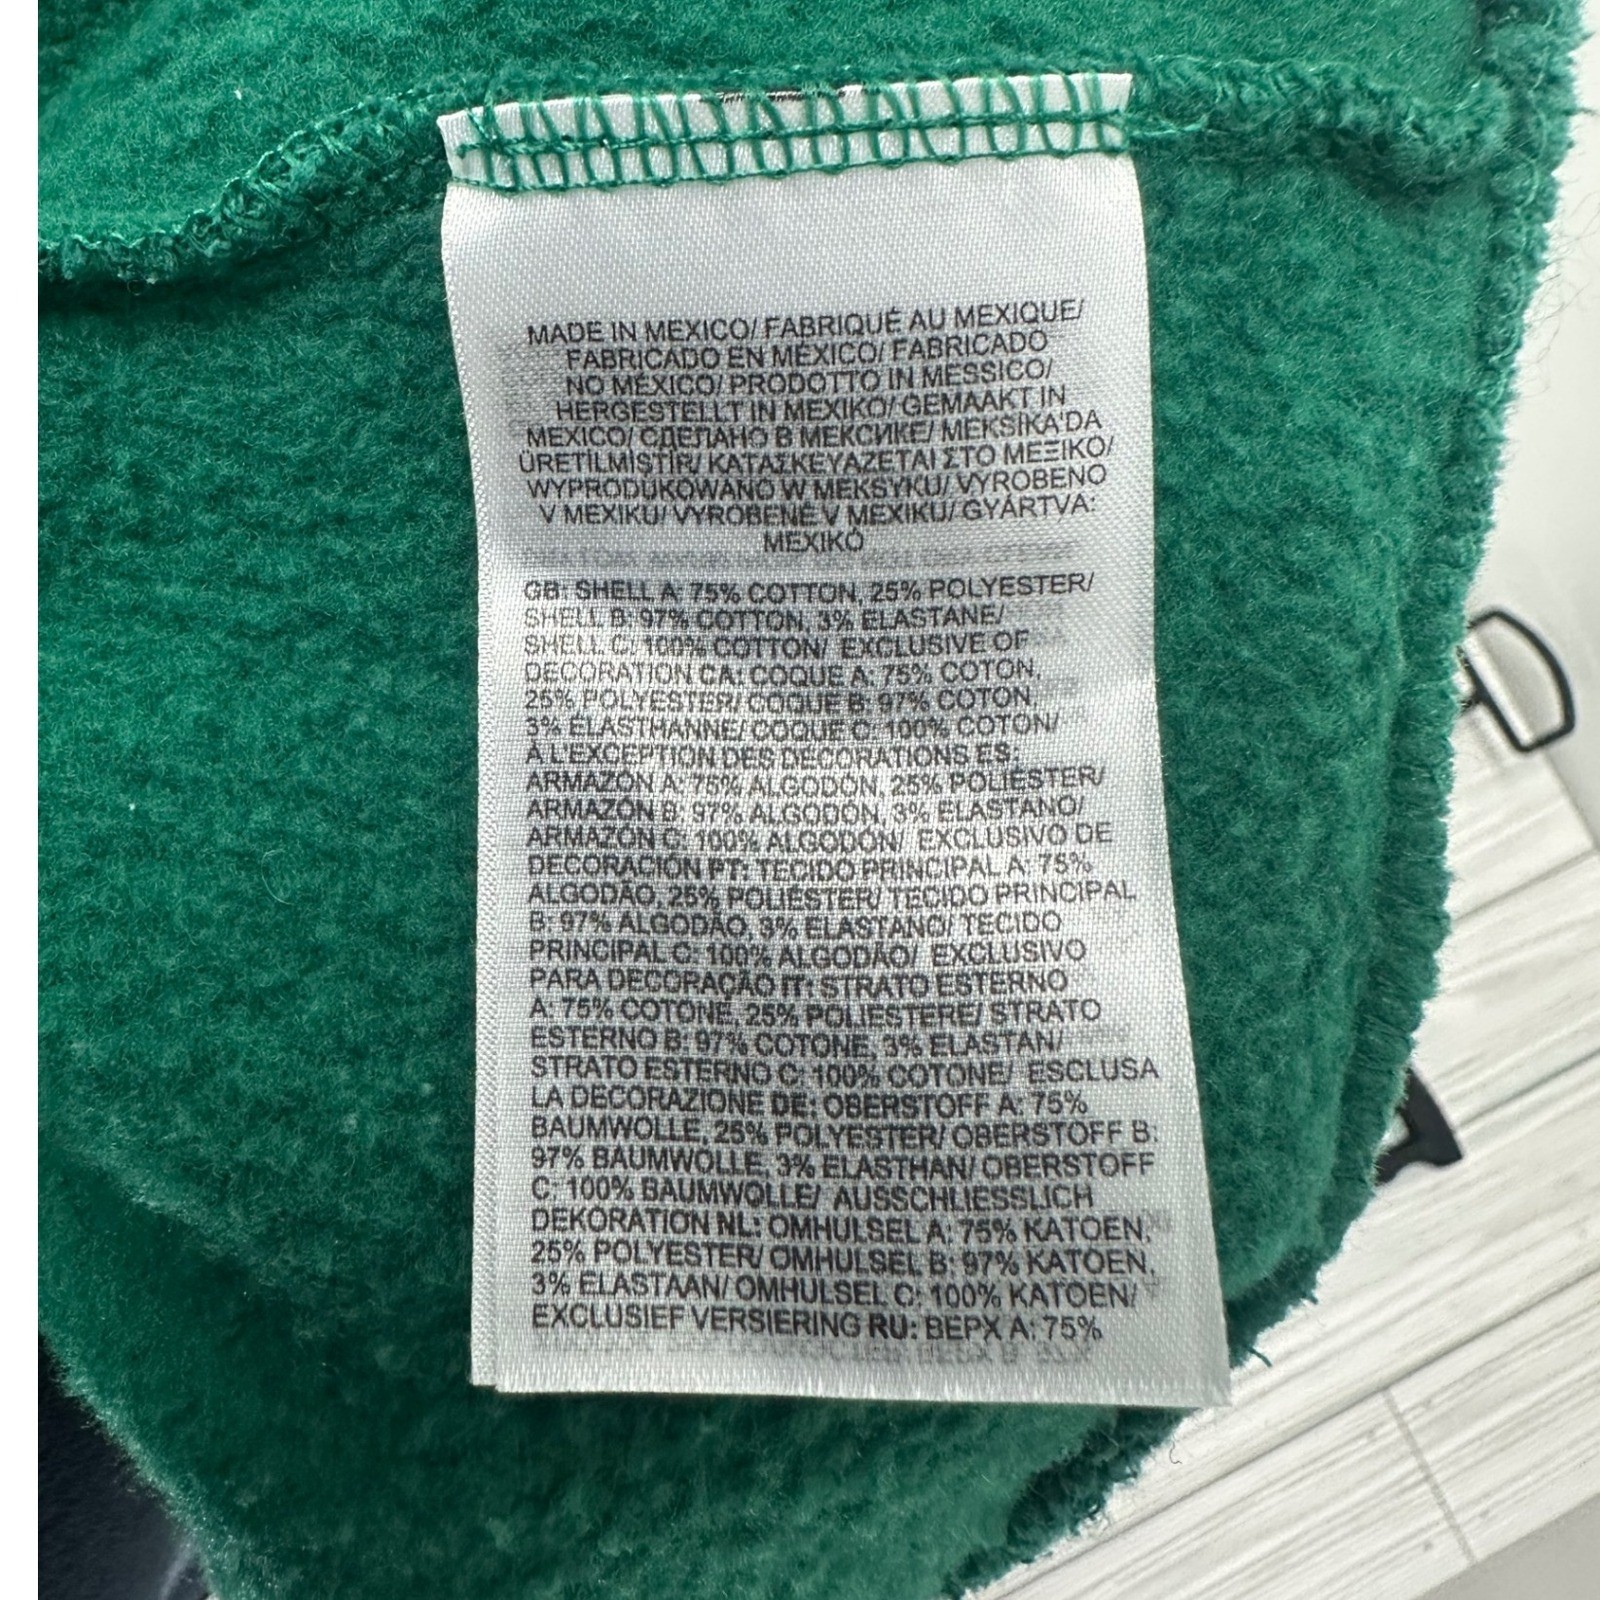 MADE IN MEXICO/ FABRIQUÉ AU MEXIQUE/
FABRICADO EN MÉXICO/ FABRICADO
NO MÉXICO/ PRODOTTO IN MESSICO/
HERGESTELLT IN MEXIKO/ GEMAAKT IN
MEXICO/ СДЕЛАНО В МЕКСИКЕ/ MEKSİKA'DA
ÜRETİLMİŞTİR/ ΚΑΤΑΣΚΕΥΑΖΕΤΑΙ ΣΤΟ ΜΕΞΙΚΟ/
WYPRODUKOWANO W MEKSYKU/ VYROBENO
V MEXIKU/ VYROBENÉ V MEXIKU/ GYÁRTVA:
MEXIKÓ
GB: SHELL A: 75% COTTON, 25% POLYESTER/
SHELL B: 97% COTTON, 3% ELASTANE/
SHELL C: 100% COTTON/ EXCLUSIVE OF
DECORATION CA: COQUE A: 75% COTON,
25% POLYESTER/ COQUE B: 97% COTON,
3% ÉLASTHANNE/ COQUE C: 100% COTON/
À L'EXCEPTION DES DÉCORATIONS ES:
ARMAZÓN A: 75% ALGODÓN, 25% POLIÉSTER/
ARMAZÓN B: 97% ALGODÓN, 3% ELASTANO/
ARMAZÓN C: 100% ALGODÓN/ EXCLUSIVO DE
DECORACIÓN PT: TECIDO PRINCIPAL A: 75%
ALGODÃO, 25% POLIÉSTER/ TECIDO PRINCIPAL
B: 97% ALGODÃO, 3% ELASTANO/ TECIDO
PRINCIPAL C: 100% ALGODÃO/ EXCLUSIVO
PARA DECORAÇÃO IT: STRATO ESTERNO
A: 75% COTONE, 25% POLIESTERE/ STRATO
ESTERNO B: 97% COTONE, 3% ELASTAN/
STRATO ESTERNO C: 100% COTONE/ ESCLUSA
LA DECORAZIONE DE: OBERSTOFF A: 75%
BAUMWOLLE, 25% POLYESTER/ OBERSTOFF B:
97% BAUMWOLLE, 3% ELASTHAN/ OBERSTOFF
C: 100% BAUMWOLLE/ AUSSCHLIESSLICH
DEKORATION NL: OMHULSEL A: 75% KATOEN,
25% POLYESTER/ OMHULSEL B: 97% KATOEN,
3% ELASTAAN/ OMHULSEL C: 100% KATOEN/
EXCLUSIEF VERSIERING RU: ВЕРХ A: 75%